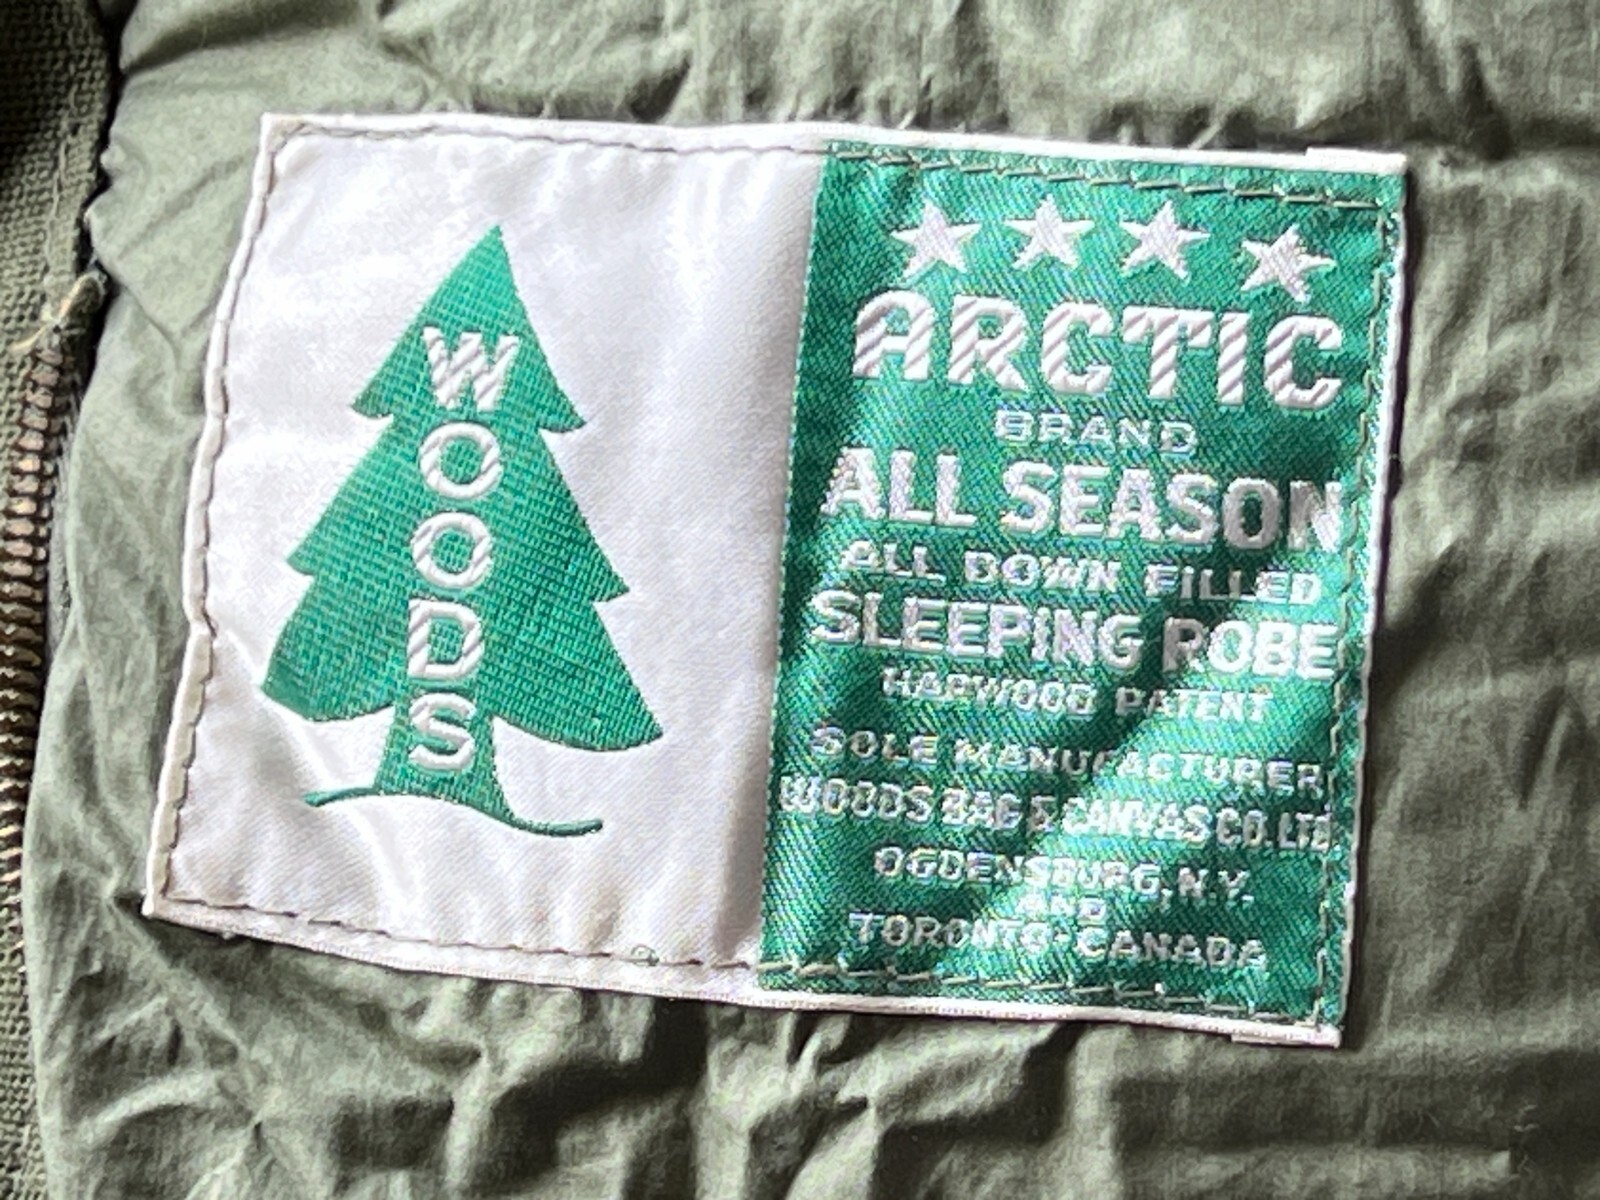 WOODS
ARCTIC
BRAND
ALL SEASON
ALL DOWN FILLED
SLEEPING ROBE
HARWOOD PATENT
SOLE MANUFACTURER
WOODS BAG & CANVAS CO. LTD.
OGDENSBURG, N.Y.
AND
TORONTO-CANADA